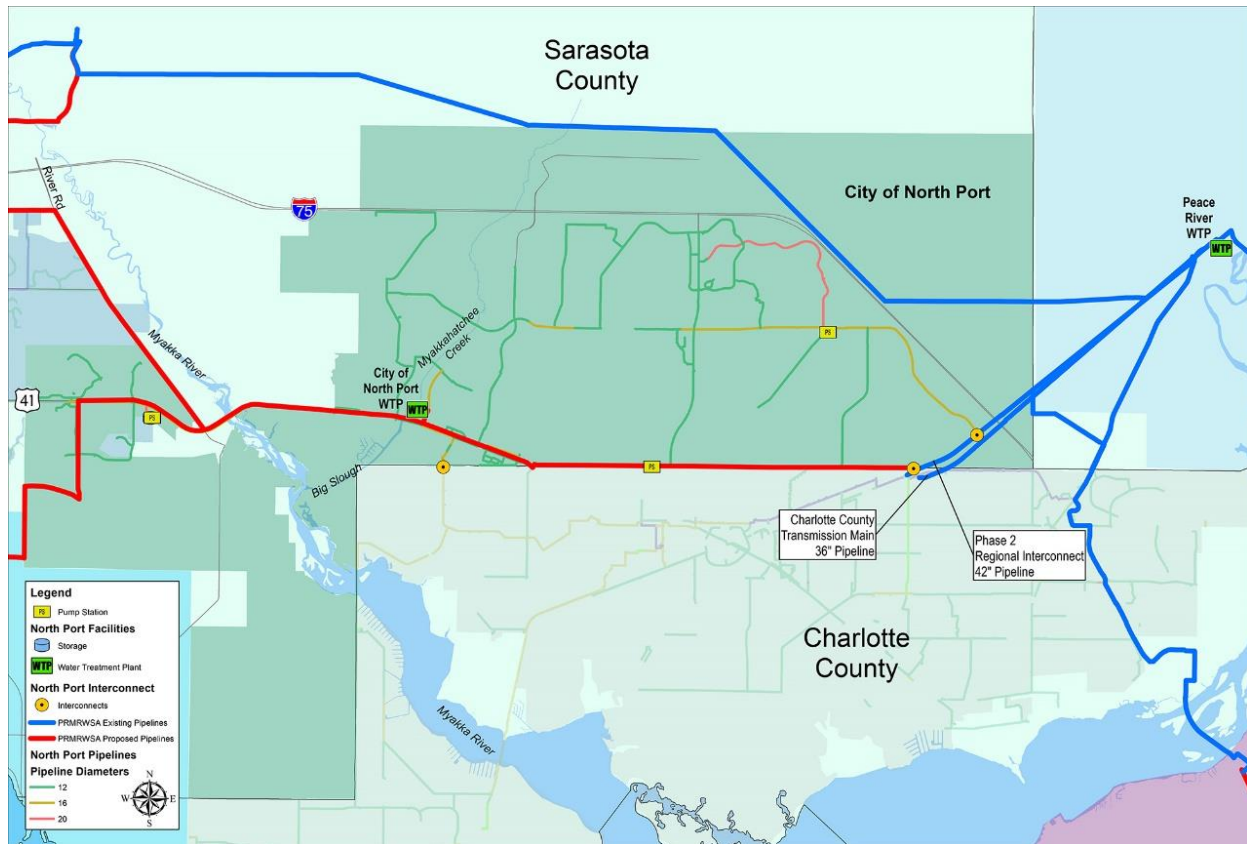 Sarasota
County
City of North Port
Peace
River
WTP
WTP
River Rd
75
Myakka River
41
PS
City of
North Port
WTP
WTP
Myakkahatchee
Creek
PS
PS
Big Slough
Charlotte County
Transmission Main
36" Pipeline
Phase 2
Regional Interconnect
42" Pipeline
Charlotte
County
Myakka River
Legend
PS Pump Station
North Port Facilities
Storage
WTP Water Treatment Plant
North Port Interconnect
Interconnects
PRMRWSA Existing Pipelines
PRMRWSA Proposed Pipelines
North Port Pipelines
Pipeline Diameters
12
16
20
N
W E
S